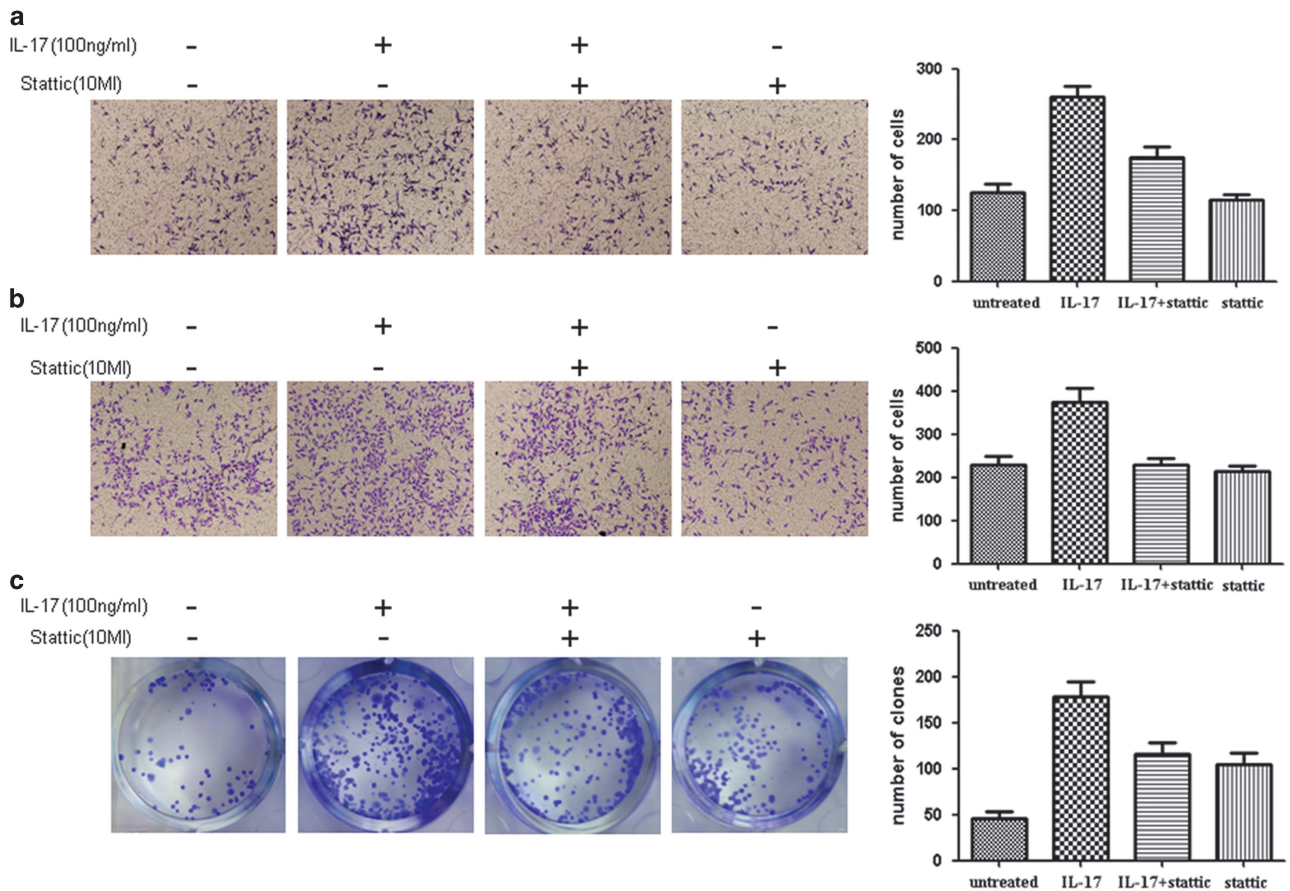 a
IL-17(100ng/ml) - + + -
Stattic(10Ml) - - + +
number of cells
300
200
100
0
untreated IL-17 IL-17+stattic stattic
b
IL-17(100ng/ml) - + + -
Stattic(10Ml) - - + +
number of cells
500
400
300
200
100
0
untreated IL-17 IL-17+stattic stattic
c
IL-17(100ng/ml) - + + -
Stattic(10Ml) - - + +
number of clones
250
200
150
100
50
0
untreated IL-17 IL-17+stattic stattic